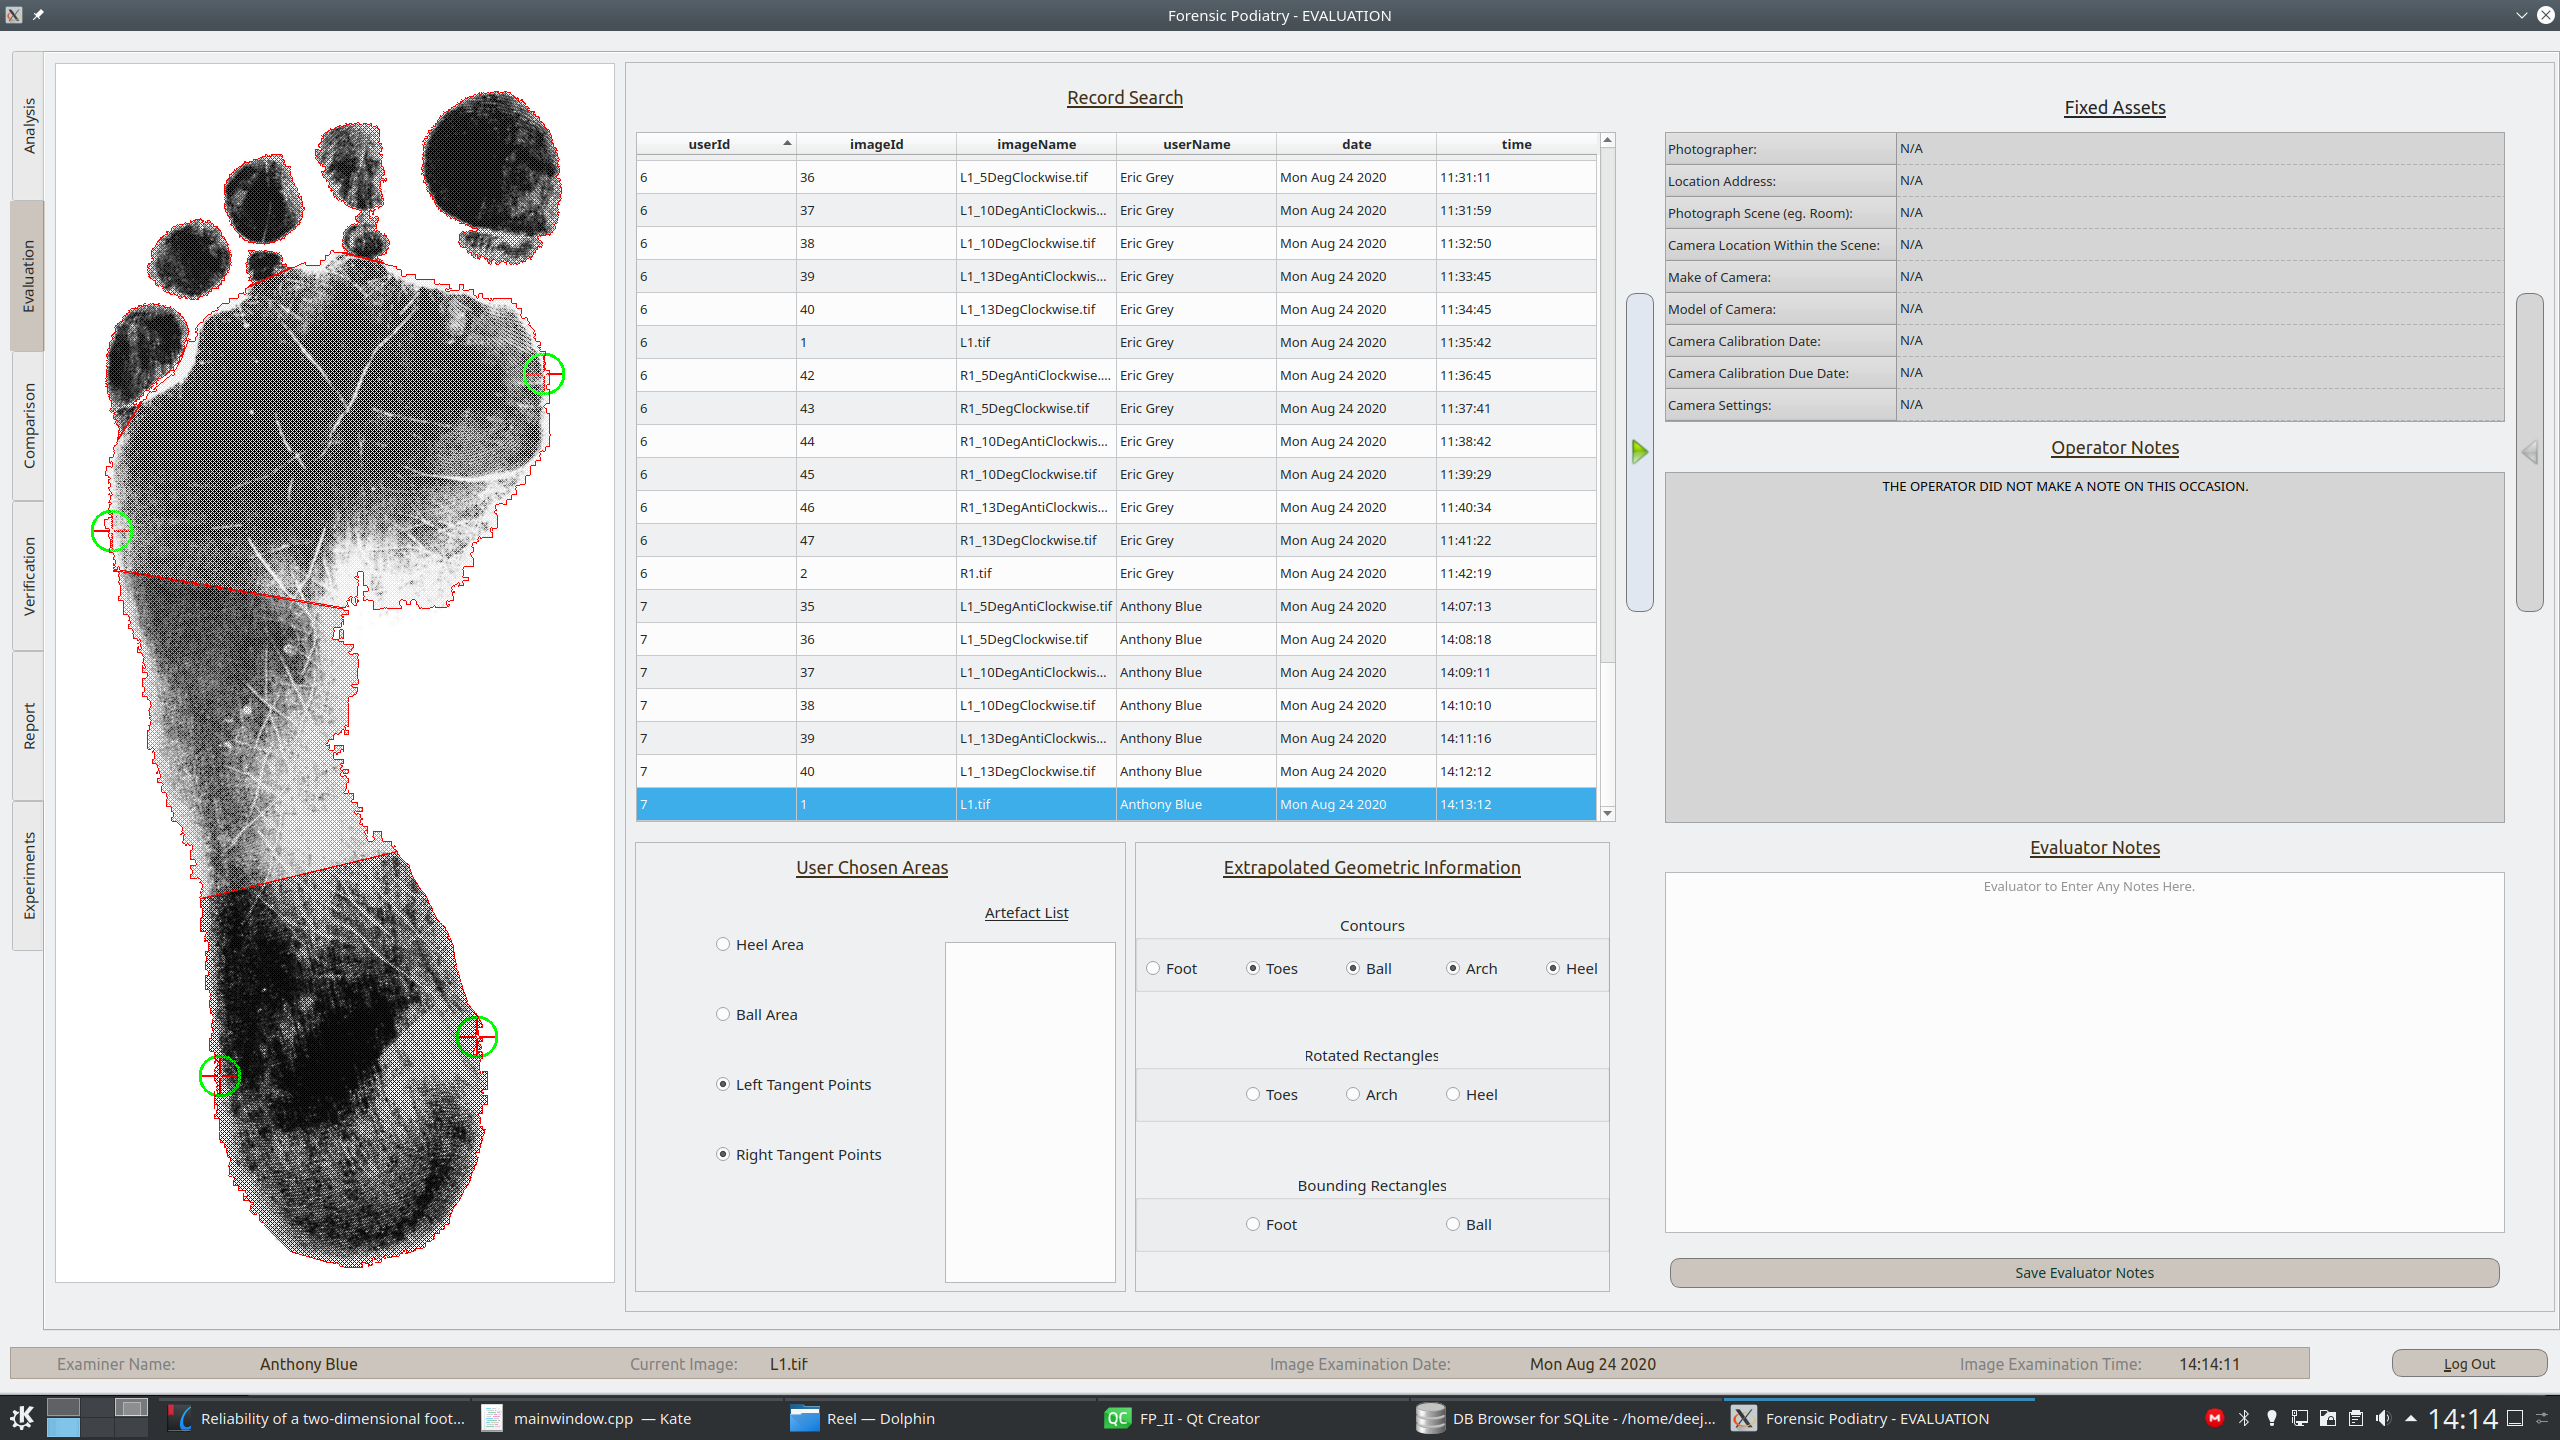 Forensic Podiatry - EVALUATION
Analysis
Evaluation
Comparison
Verification
Report
Experiments
Record Search
userId imageId imageName userName date time
6 36 L1_5DegClockwise.tif Eric Grey Mon Aug 24 2020 11:31:11
6 37 L1_10DegAntiClockwis... Eric Grey Mon Aug 24 2020 11:31:59
6 38 L1_10DegClockwise.tif Eric Grey Mon Aug 24 2020 11:32:50
6 39 L1_13DegAntiClockwis... Eric Grey Mon Aug 24 2020 11:33:45
6 40 L1_13DegClockwise.tif Eric Grey Mon Aug 24 2020 11:34:45
6 1 L1.tif Eric Grey Mon Aug 24 2020 11:35:42
6 42 R1_5DegAntiClockwise.... Eric Grey Mon Aug 24 2020 11:36:45
6 43 R1_5DegClockwise.tif Eric Grey Mon Aug 24 2020 11:37:41
6 44 R1_10DegAntiClockwis... Eric Grey Mon Aug 24 2020 11:38:42
6 45 R1_10DegClockwise.tif Eric Grey Mon Aug 24 2020 11:39:29
6 46 R1_13DegAntiClockwis... Eric Grey Mon Aug 24 2020 11:40:34
6 47 R1_13DegClockwise.tif Eric Grey Mon Aug 24 2020 11:41:22
6 2 R1.tif Eric Grey Mon Aug 24 2020 11:42:19
7 35 L1_5DegAntiClockwise.tif Anthony Blue Mon Aug 24 2020 14:07:13
7 36 L1_5DegClockwise.tif Anthony Blue Mon Aug 24 2020 14:08:18
7 37 L1_10DegAntiClockwis... Anthony Blue Mon Aug 24 2020 14:09:11
7 38 L1_10DegClockwise.tif Anthony Blue Mon Aug 24 2020 14:10:10
7 39 L1_13DegAntiClockwis... Anthony Blue Mon Aug 24 2020 14:11:16
7 40 L1_13DegClockwise.tif Anthony Blue Mon Aug 24 2020 14:12:12
7 1 L1.tif Anthony Blue Mon Aug 24 2020 14:13:12
User Chosen Areas
Artefact List
Heel Area
Ball Area
Left Tangent Points
Right Tangent Points
Extrapolated Geometric Information
Contours
Foot Toes Ball Arch Heel
Rotated Rectangles
Toes Arch Heel
Bounding Rectangles
Foot Ball
Fixed Assets
Photographer: N/A
Location Address: N/A
Photograph Scene (eg. Room): N/A
Camera Location Within the Scene: N/A
Make of Camera: N/A
Model of Camera: N/A
Camera Calibration Date: N/A
Camera Calibration Due Date: N/A
Camera Settings: N/A
Operator Notes
THE OPERATOR DID NOT MAKE A NOTE ON THIS OCCASION.
Evaluator Notes
Evaluator to Enter Any Notes Here.
Save Evaluator Notes
Examiner Name: Anthony Blue Current Image: L1.tif Image Examination Date: Mon Aug 24 2020 Image Examination Time: 14:14:11
Log Out
Reliability of a two-dimensional foot... mainwindow.cpp — Kate Reel — Dolphin QC FP_II - Qt Creator DB Browser for SQLite - /home/deej... Forensic Podiatry - EVALUATION M 14:14